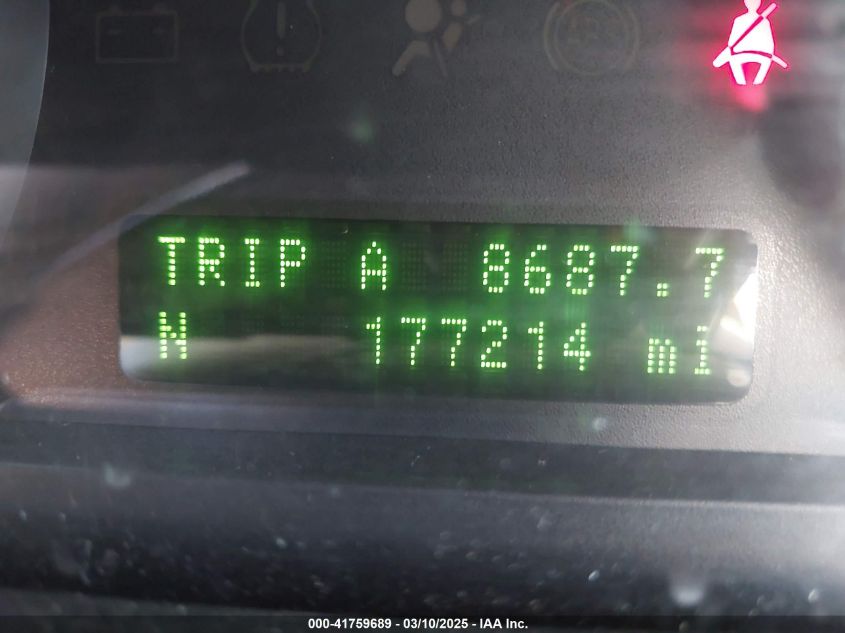 TRIP A 8687.7
N 177214 mi
000-41759689 - 03/10/2025 - IAA Inc.